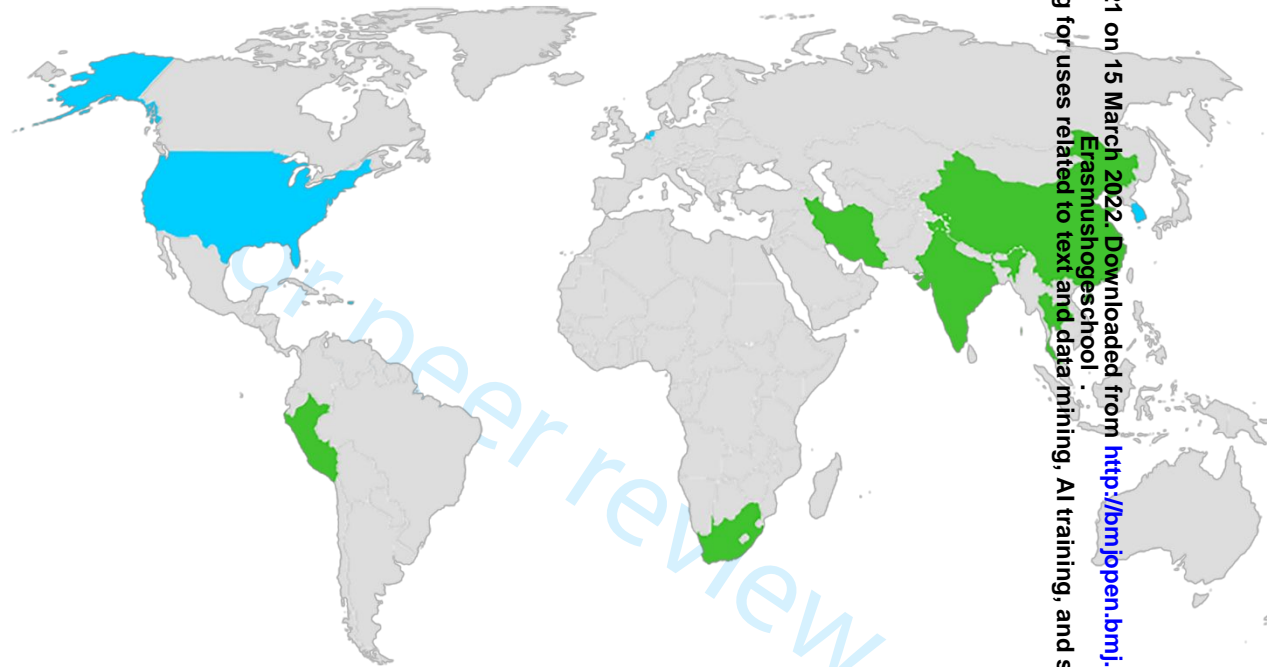 or peer review
21 on 15 March 2022. Downloaded from http://bmjopen.bmj.
Erasmushogeschool .
for uses related to text and data mining, AI training, and s